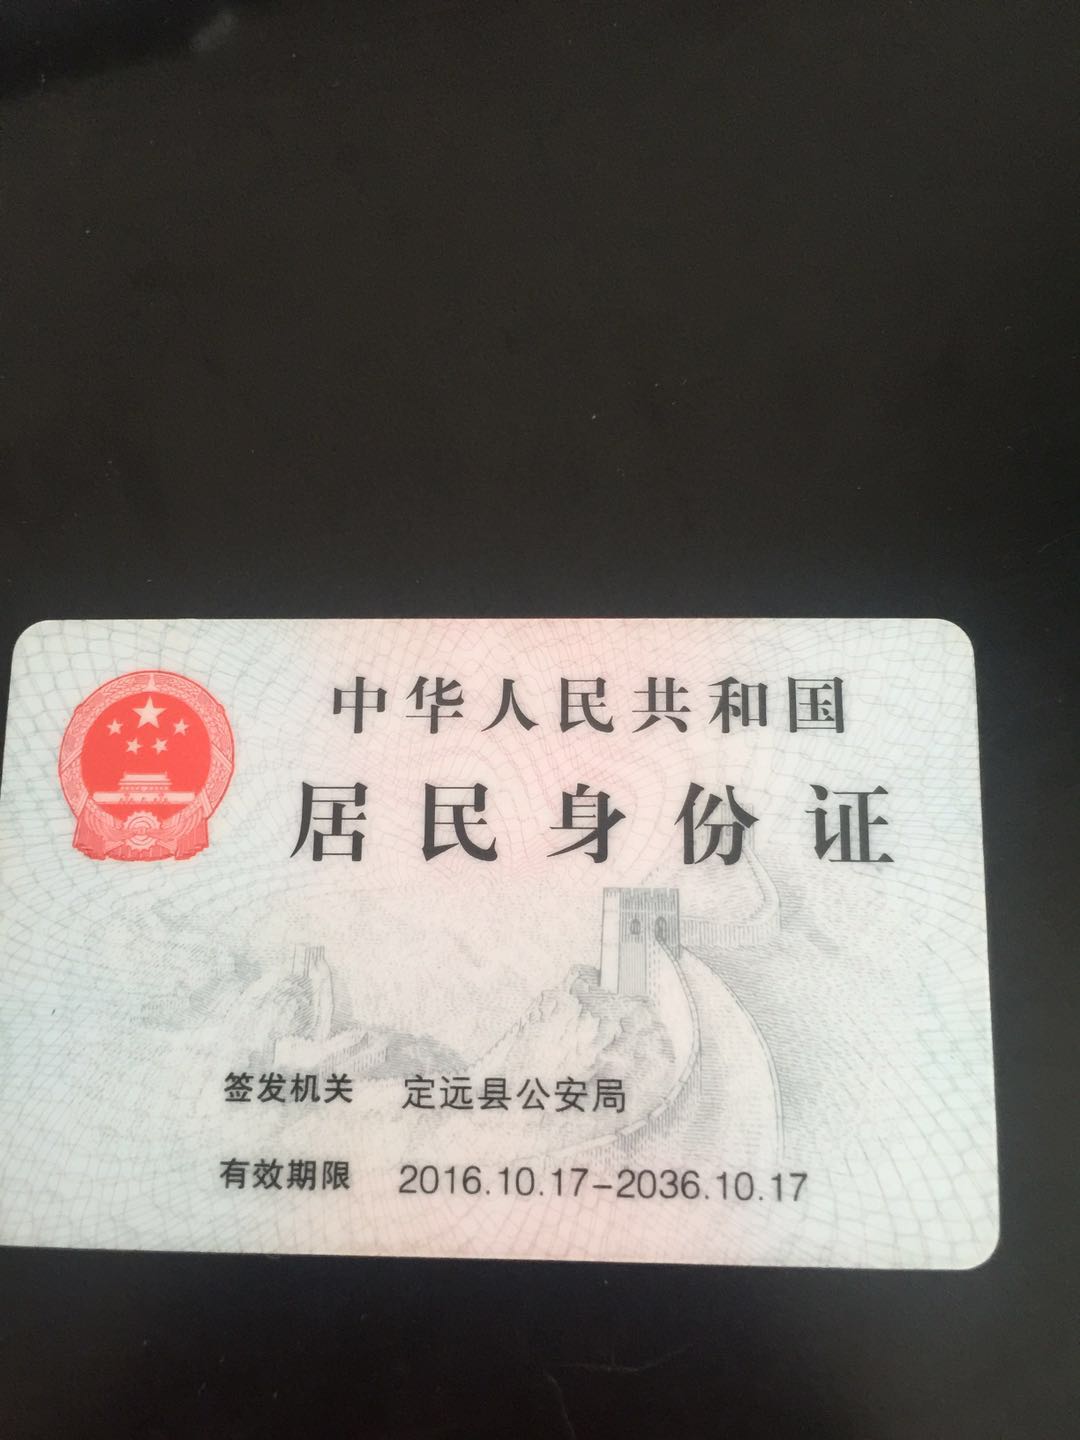 中华人民共和国
居民身份证
签发机关 定远县公安局
有效期限 2016.10.17-2036.10.17